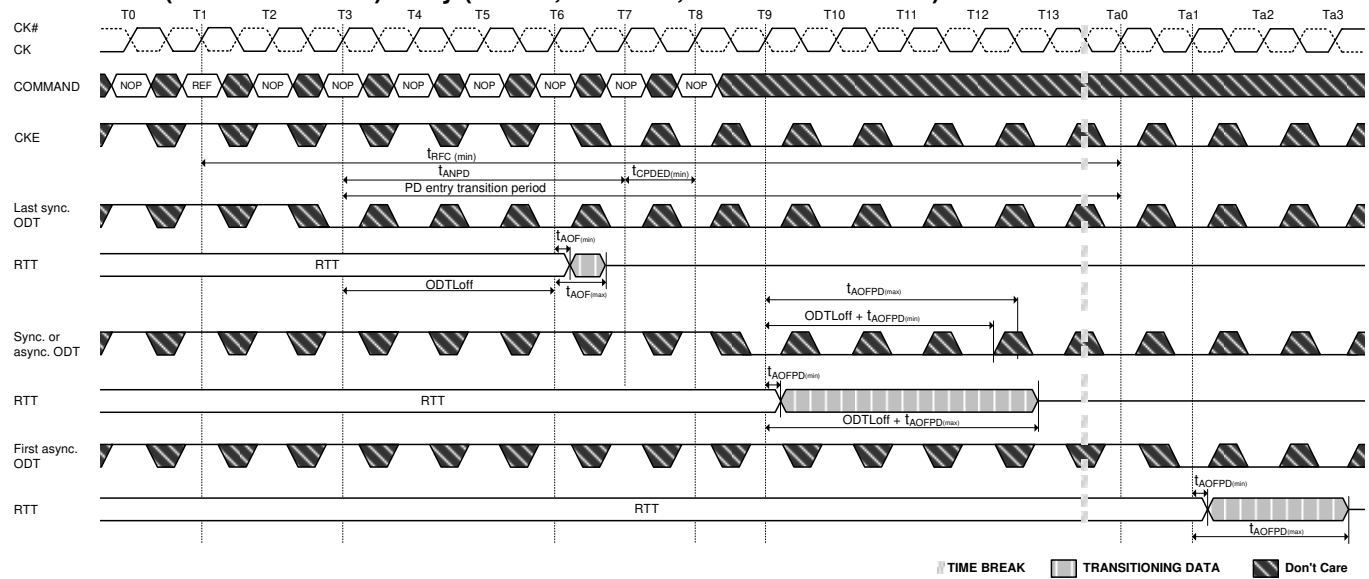 T0 T1 T2 T3 T4 T5 T6 T7 T8 T9 T10 T11 T12 T13 Ta0 Ta1 Ta2 Ta3
CK#
CK
COMMAND NOP REF NOP NOP NOP NOP NOP NOP NOP
CKE
tRFC (min)
tANPD tCPDED(min)
PD entry transition period
Last sync.
ODT
tAOF(min)
RTT RTT
ODTLoff tAOF(max)
tAOFPD(max)
ODTLoff + tAOFPD(min)
Sync. or
async. ODT
tAOFPD(min)
RTT RTT
ODTLoff + tAOFPD(max)
First async.
ODT
tAOFPD(min)
RTT RTT
tAOFPD(max)
TIME BREAK TRANSITIONING DATA Don't Care